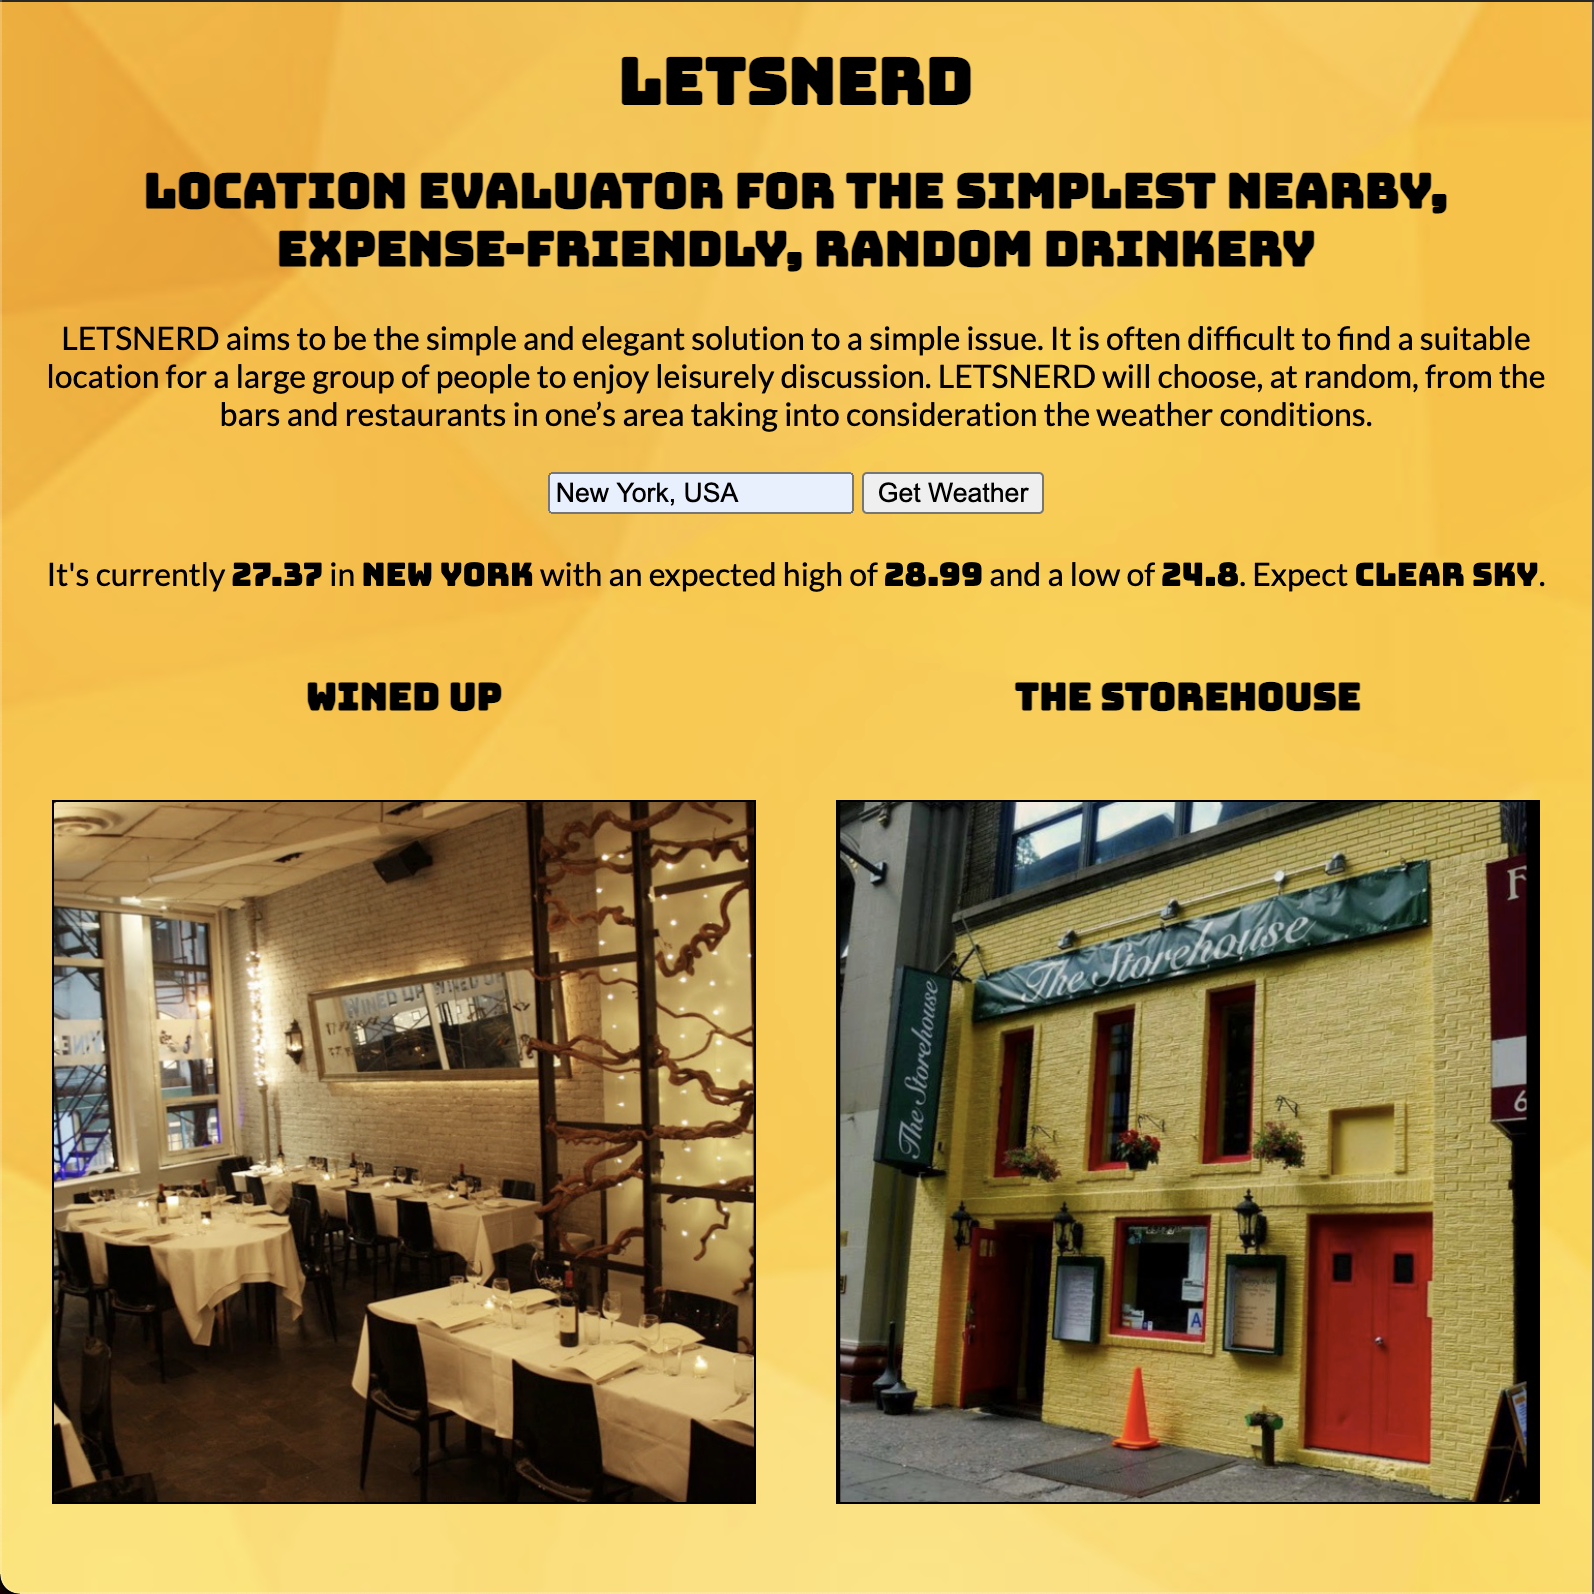 LETSNERD
LOCATION EVALUATOR FOR THE SIMPLEST NEARBY,
EXPENSE-FRIENDLY, RANDOM DRINKERY
LETSNERD aims to be the simple and elegant solution to a simple issue. It is often difficult to find a suitable
location for a large group of people to enjoy leisurely discussion. LETSNERD will choose, at random, from the
bars and restaurants in one’s area taking into consideration the weather conditions.
New York, USA
Get Weather
It's currently 27.37 in NEW YORK with an expected high of 28.99 and a low of 24.8. Expect CLEAR SKY.
WINED UP
THE STOREHOUSE
WINED UP WINED UP
WINE
The Storehouse
The Storehouse
F
6
A